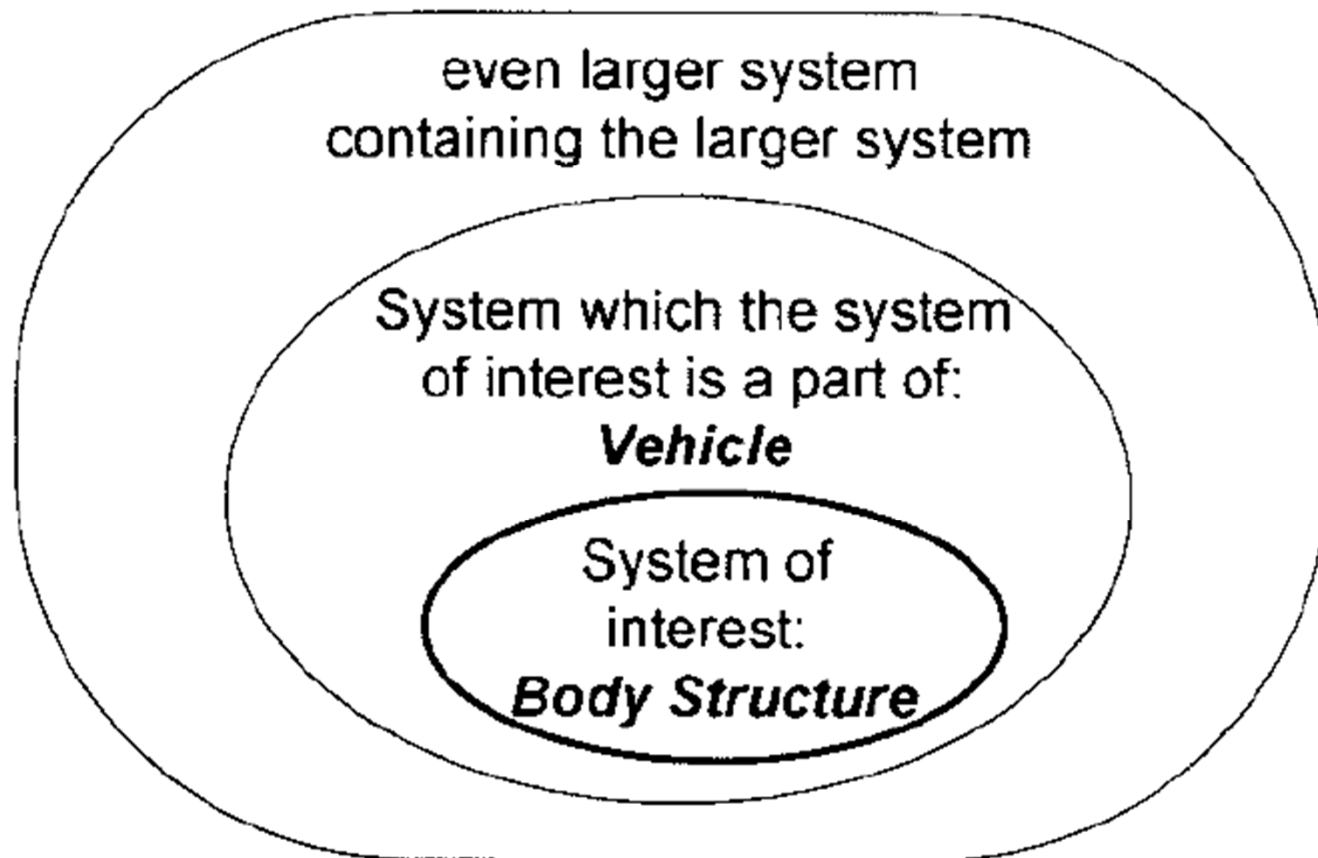 even larger system
containing the larger system
System which the system
of interest is a part of:
Vehicle
System of
interest:
Body Structure